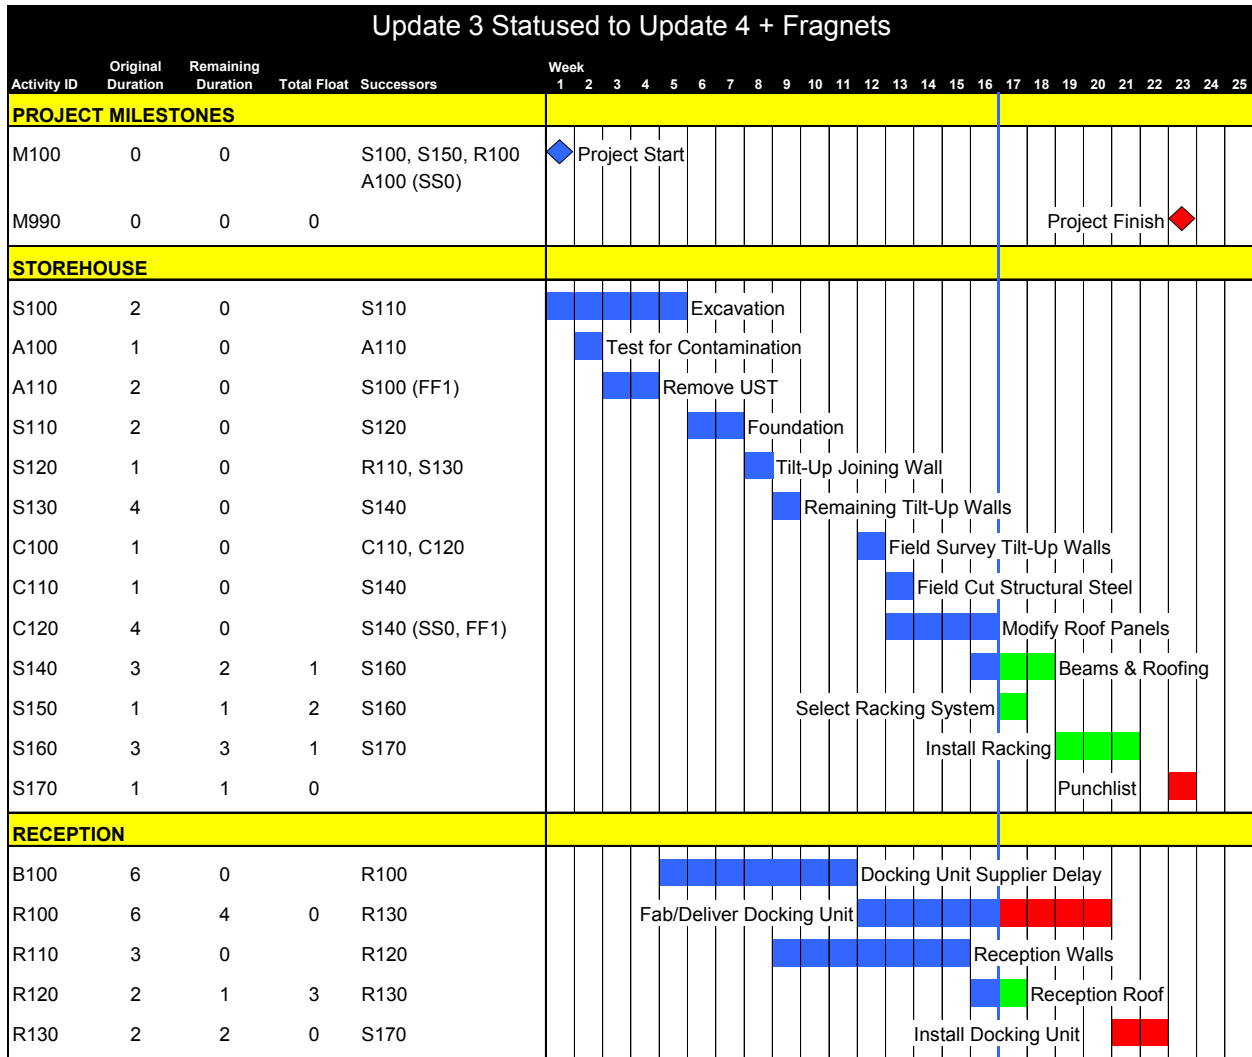 Update 3 Statused to Update 4 + Fragnets
Original Remaining Week
Activity ID Duration Duration Total Float Successors 1 2 3 4 5 6 7 8 9 10 11 12 13 14 15 16 17 18 19 20 21 22 23 24 25
PROJECT MILESTONES
M100 0 0 S100, S150, R100 Project Start
A100 (SS0)
M990 0 0 0 Project Finish
STOREHOUSE
S100 2 0 S110 Excavation
A100 1 0 A110 Test for Contamination
A110 2 0 S100 (FF1) Remove UST
S110 2 0 S120 Foundation
S120 1 0 R110, S130 Tilt-Up Joining Wall
S130 4 0 S140 Remaining Tilt-Up Walls
C100 1 0 C110, C120 Field Survey Tilt-Up Walls
C110 1 0 S140 Field Cut Structural Steel
C120 4 0 S140 (SS0, FF1) Modify Roof Panels
S140 3 2 1 S160 Beams & Roofing
S150 1 1 2 S160 Select Racking System
S160 3 3 1 S170 Install Racking
S170 1 1 0 Punchlist
RECEPTION
B100 6 0 R100 Docking Unit Supplier Delay
R100 6 4 0 R130 Fab/Deliver Docking Unit
R110 3 0 R120 Reception Walls
R120 2 1 3 R130 Reception Roof
R130 2 2 0 S170 Install Docking Unit